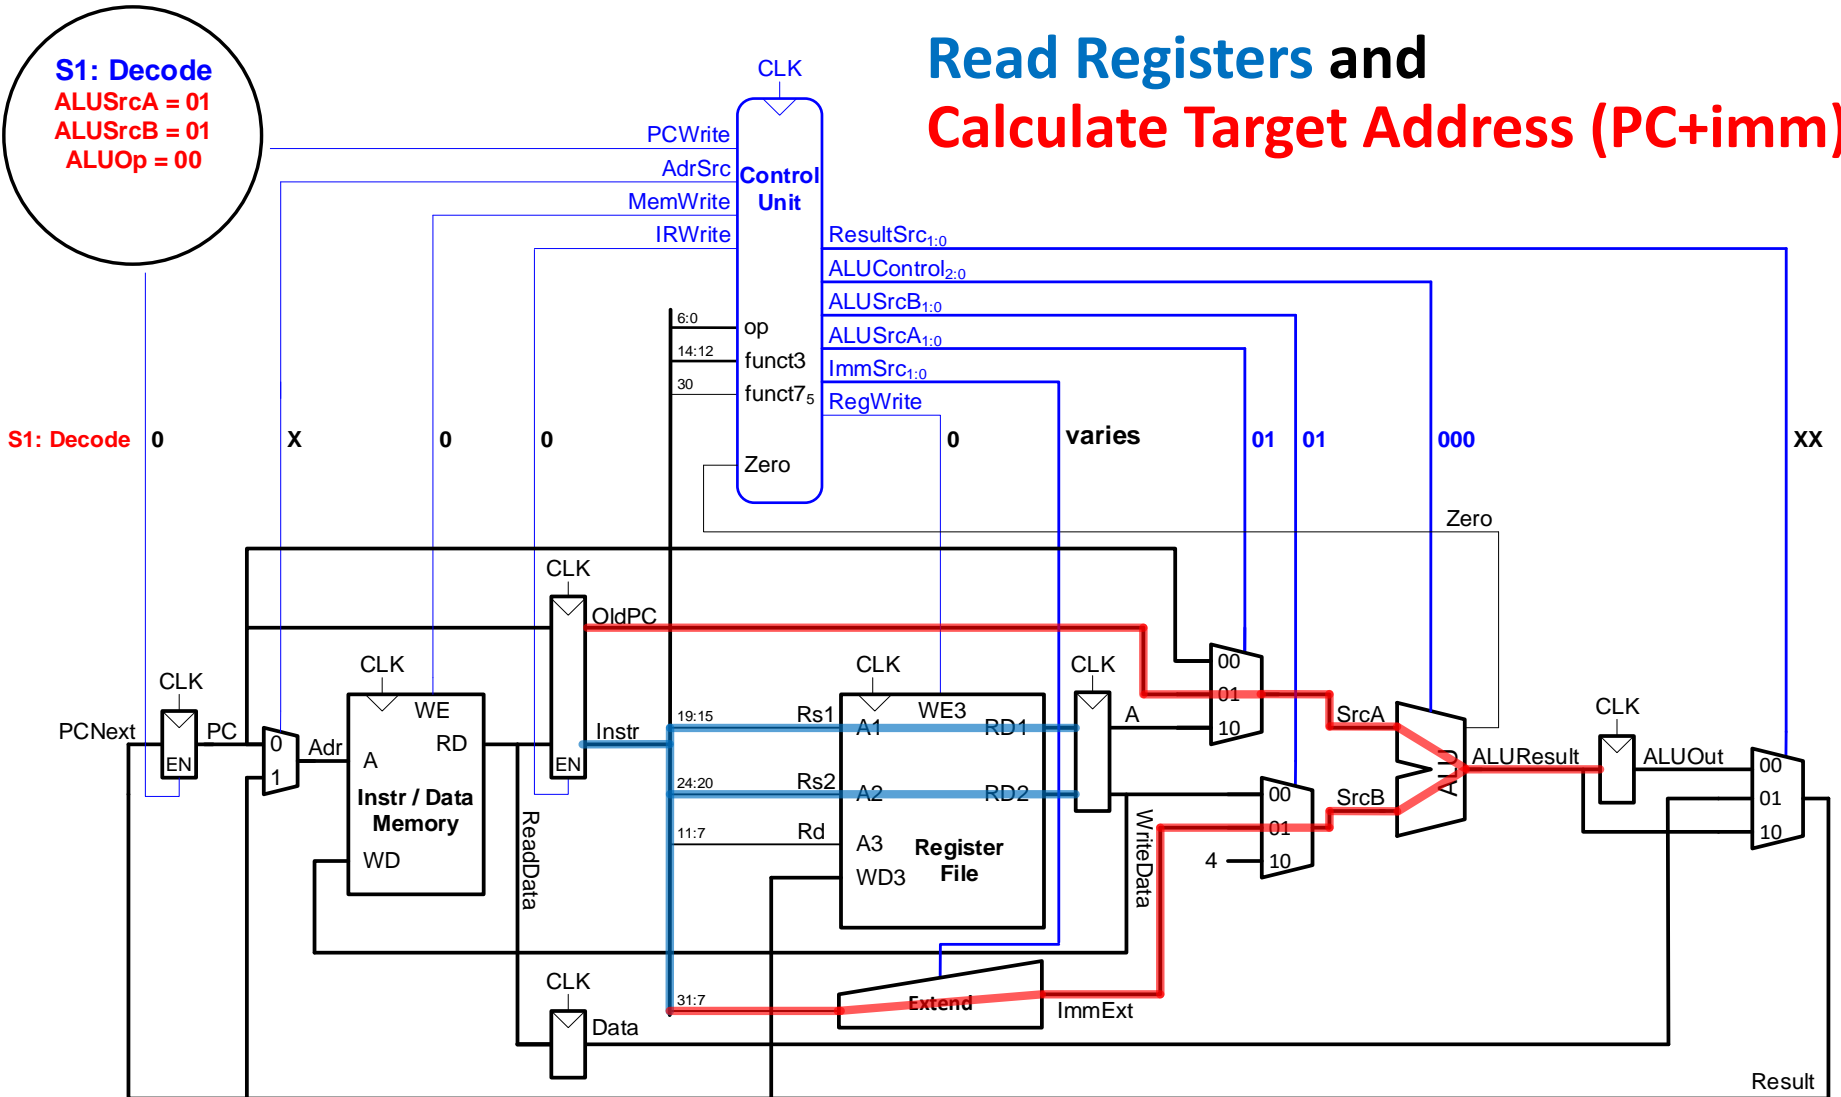 Read Registers and
Calculate Target Address (PC+imm)
S1: Decode
ALUSrcA = 01
ALUSrcB = 01
ALUOp = 00
CLK
PCWrite
AdrSrc
MemWrite
IRWrite
Control
Unit
ResultSrc1:0
ALUControl2:0
ALUSrcB1:0
ALUSrcA1:0
ImmSrc1:0
RegWrite
6:0
op
14:12
funct3
30
funct75
Zero
S1: Decode
0
X
0
0
0
varies
01
01
000
XX
Zero
CLK
OldPC
CLK
CLK
CLK
CLK
CLK
PCNext
EN
PC
0
1
Adr
WE
A
RD
Instr / Data
Memory
WD
ReadData
EN
Instr
19:15
Rs1
A1
WE3
RD1
24:20
Rs2
A2
RD2
11:7
Rd
A3
WD3
Register
File
A
WriteData
00
01
10
SrcA
00
01
4
10
SrcB
ALU
ALUResult
ALUOut
00
01
10
31:7
Extend
ImmExt
CLK
Data
Result